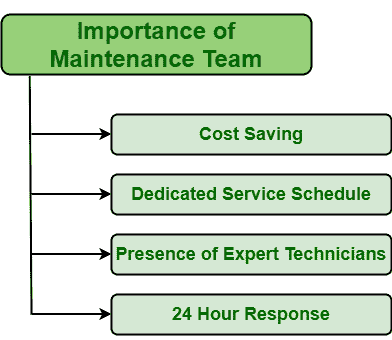 Importance of
Maintenance Team
Cost Saving
Dedicated Service Schedule
Presence of Expert Technicians
24 Hour Response